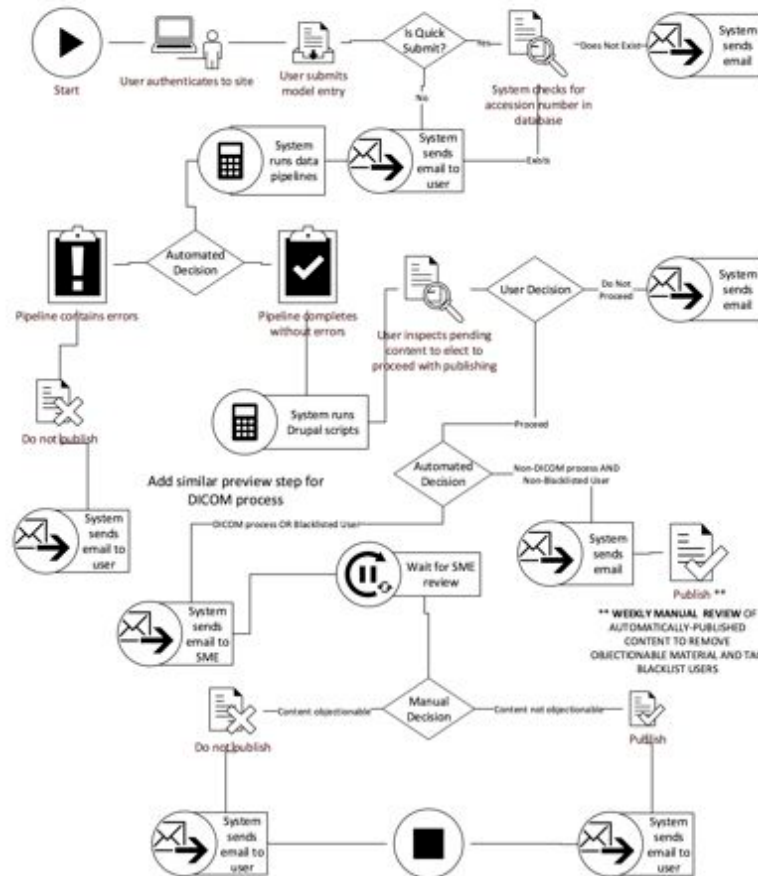 Is Quick
Submit?
Yes
Does Not Exist
System
sends
email
Start
User authenticates to site
User submits
model entry
System checks for
accession number in
database
No
System
runs data
pipelines
System
sends
email to
user
Exists
Automated
Decision
Pipeline contains errors
Pipeline completes
without errors
User inspects pending
content to elect to
proceed with publishing
User Decision
Do Not
Proceed
System
sends
email
Do not publish
System runs
Drupal scripts
Proceed
Add similar preview step for
DICOM process
Automated
Decision
Non-DICOM process AND
Non-Blacklisted User
DICOM process OR Blacklisted User
System
sends
email to
user
Wait for SME
review
System
sends
email
Publish **
System
sends
email to
SME
** WEEKLY MANUAL REVIEW OF
AUTOMATICALLY-PUBLISHED
CONTENT TO REMOVE
OBJECTIONABLE MATERIAL AND
BLACKLIST USERS
Content objectionable
Manual
Decision
Content not objectionable
Do not publish
Publish
System
sends
email to
user
System
sends
email to
user